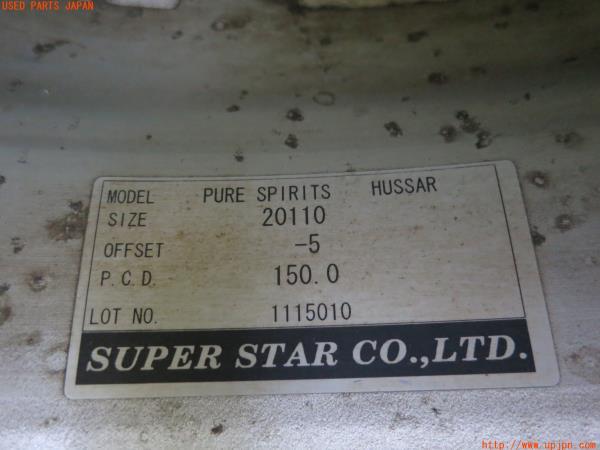 USED PARTS JAPAN
MODEL PURE SPIRITS HUSSAR
SIZE 20110
OFFSET -5
P.C.D. 150.0
LOT NO. 1115010
SUPER STAR CO.,LTD.
http://www.upjpn.com